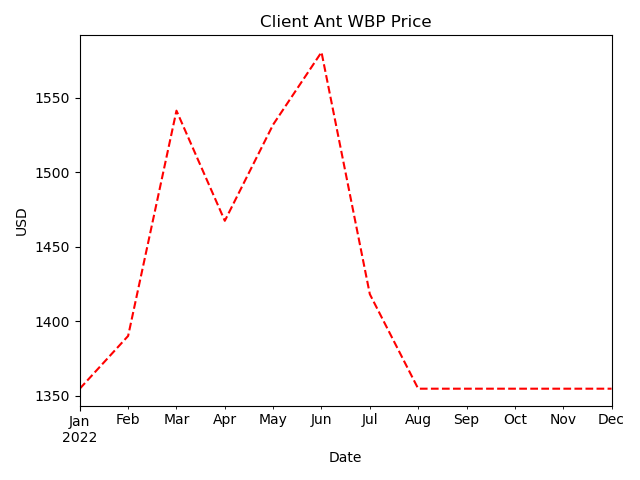 Client Ant WBP Price
USD
1550
1500
1450
1400
1350
Jan Feb Mar Apr May Jun Jul Aug Sep Oct Nov Dec
2022
Date